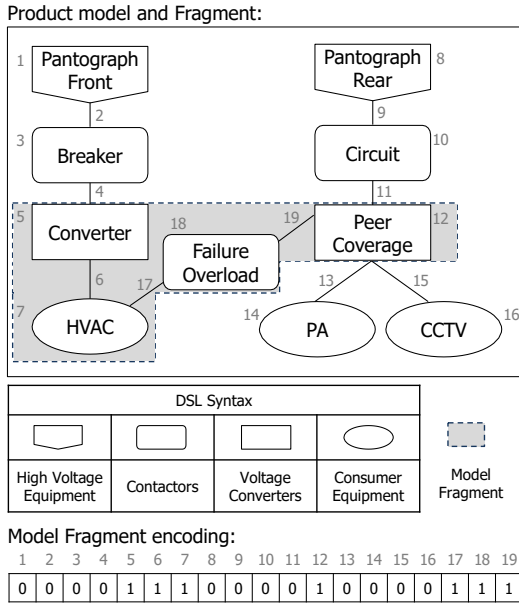 Product model and Fragment:
1 Pantograph Front
2
3 Breaker
4
5 Converter
6
7 HVAC
8 Pantograph Rear
9
10 Circuit
11
12 Peer Coverage
13
14 PA
15
16 CCTV
17
18 Failure Overload
19
DSL Syntax
High Voltage Equipment
Contactors
Voltage Converters
Consumer Equipment
Model Fragment
Model Fragment encoding:
1 2 3 4 5 6 7 8 9 10 11 12 13 14 15 16 17 18 19
0 0 0 0 1 1 1 0 0 0 0 1 0 0 0 0 1 1 1